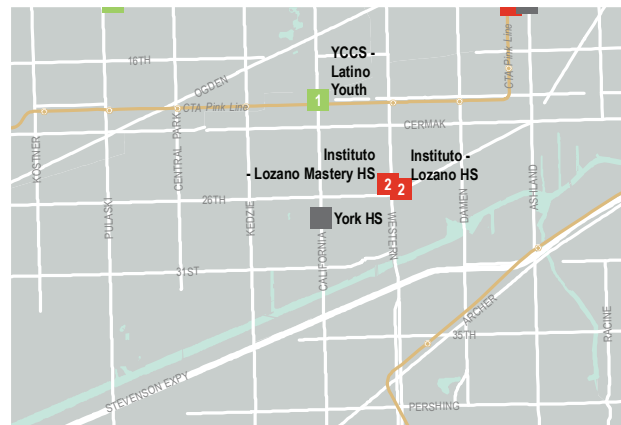 YCCS -
Latino
Youth
16TH
OGDEN
CTA Pink Line
CTA Pink Line
1
CERMAK
KOSTNER
CENTRAL PARK
Instituto
- Lozano Mastery HS
Instituto -
Lozano HS
2
2
26TH
PULASKI
KEDZIE
CALIFORNIA
WESTERN
DAMEN
ASHLAND
York HS
31ST
ARCHER
35TH
RACINE
STEVENSON EXPY
PERSHING